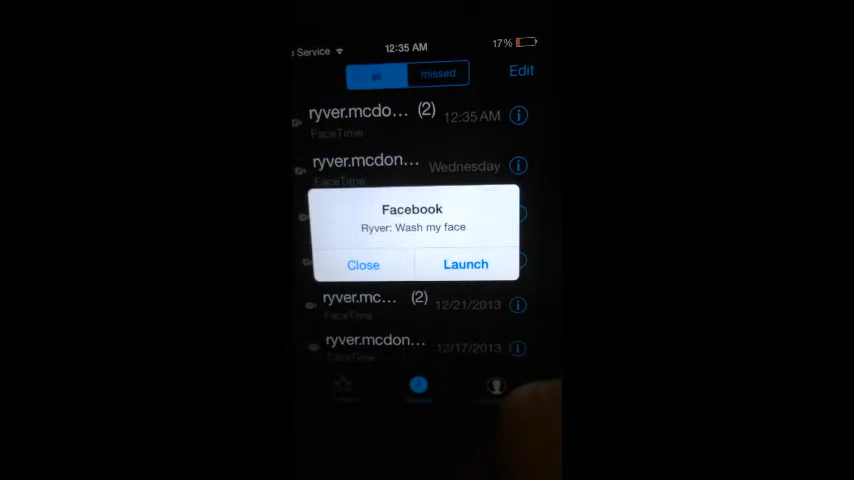 Service
12:35 AM
17%
all
missed
Edit
ryver.mcdo... (2)
12:35 AM
FaceTime
ryver.mcdon...
Wednesday
FaceTime
Facebook
Ryver: Wash my face
Close
Launch
ryver.mc... (2)
12/21/2013
FaceTime
ryver.mcdon...
12/17/2013
FaceTime